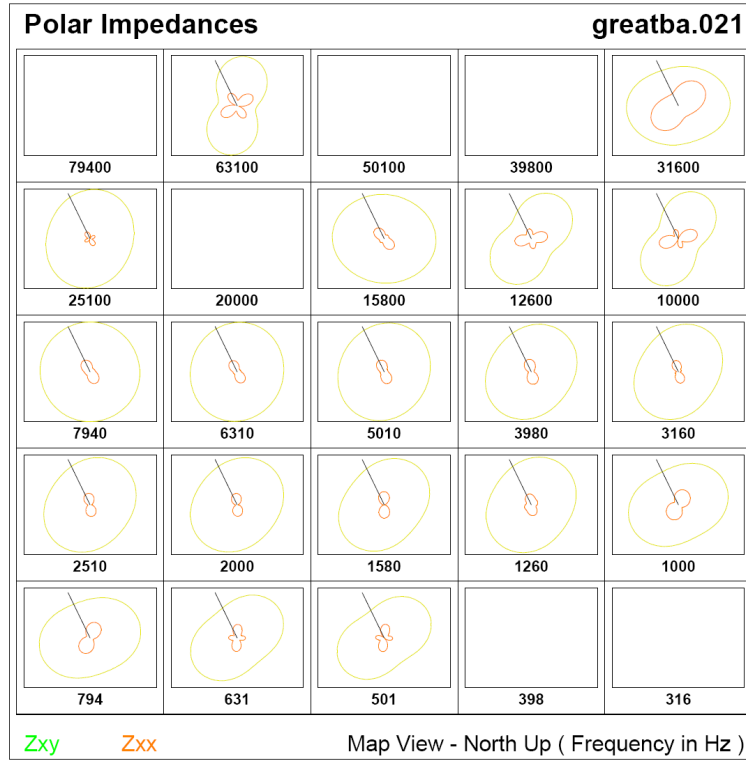 Polar Impedances greatba.021
79400 63100 50100 39800 31600
25100 20000 15800 12600 10000
7940 6310 5010 3980 3160
2510 2000 1580 1260 1000
794 631 501 398 316
Zxy Zxx Map View - North Up ( Frequency in Hz )